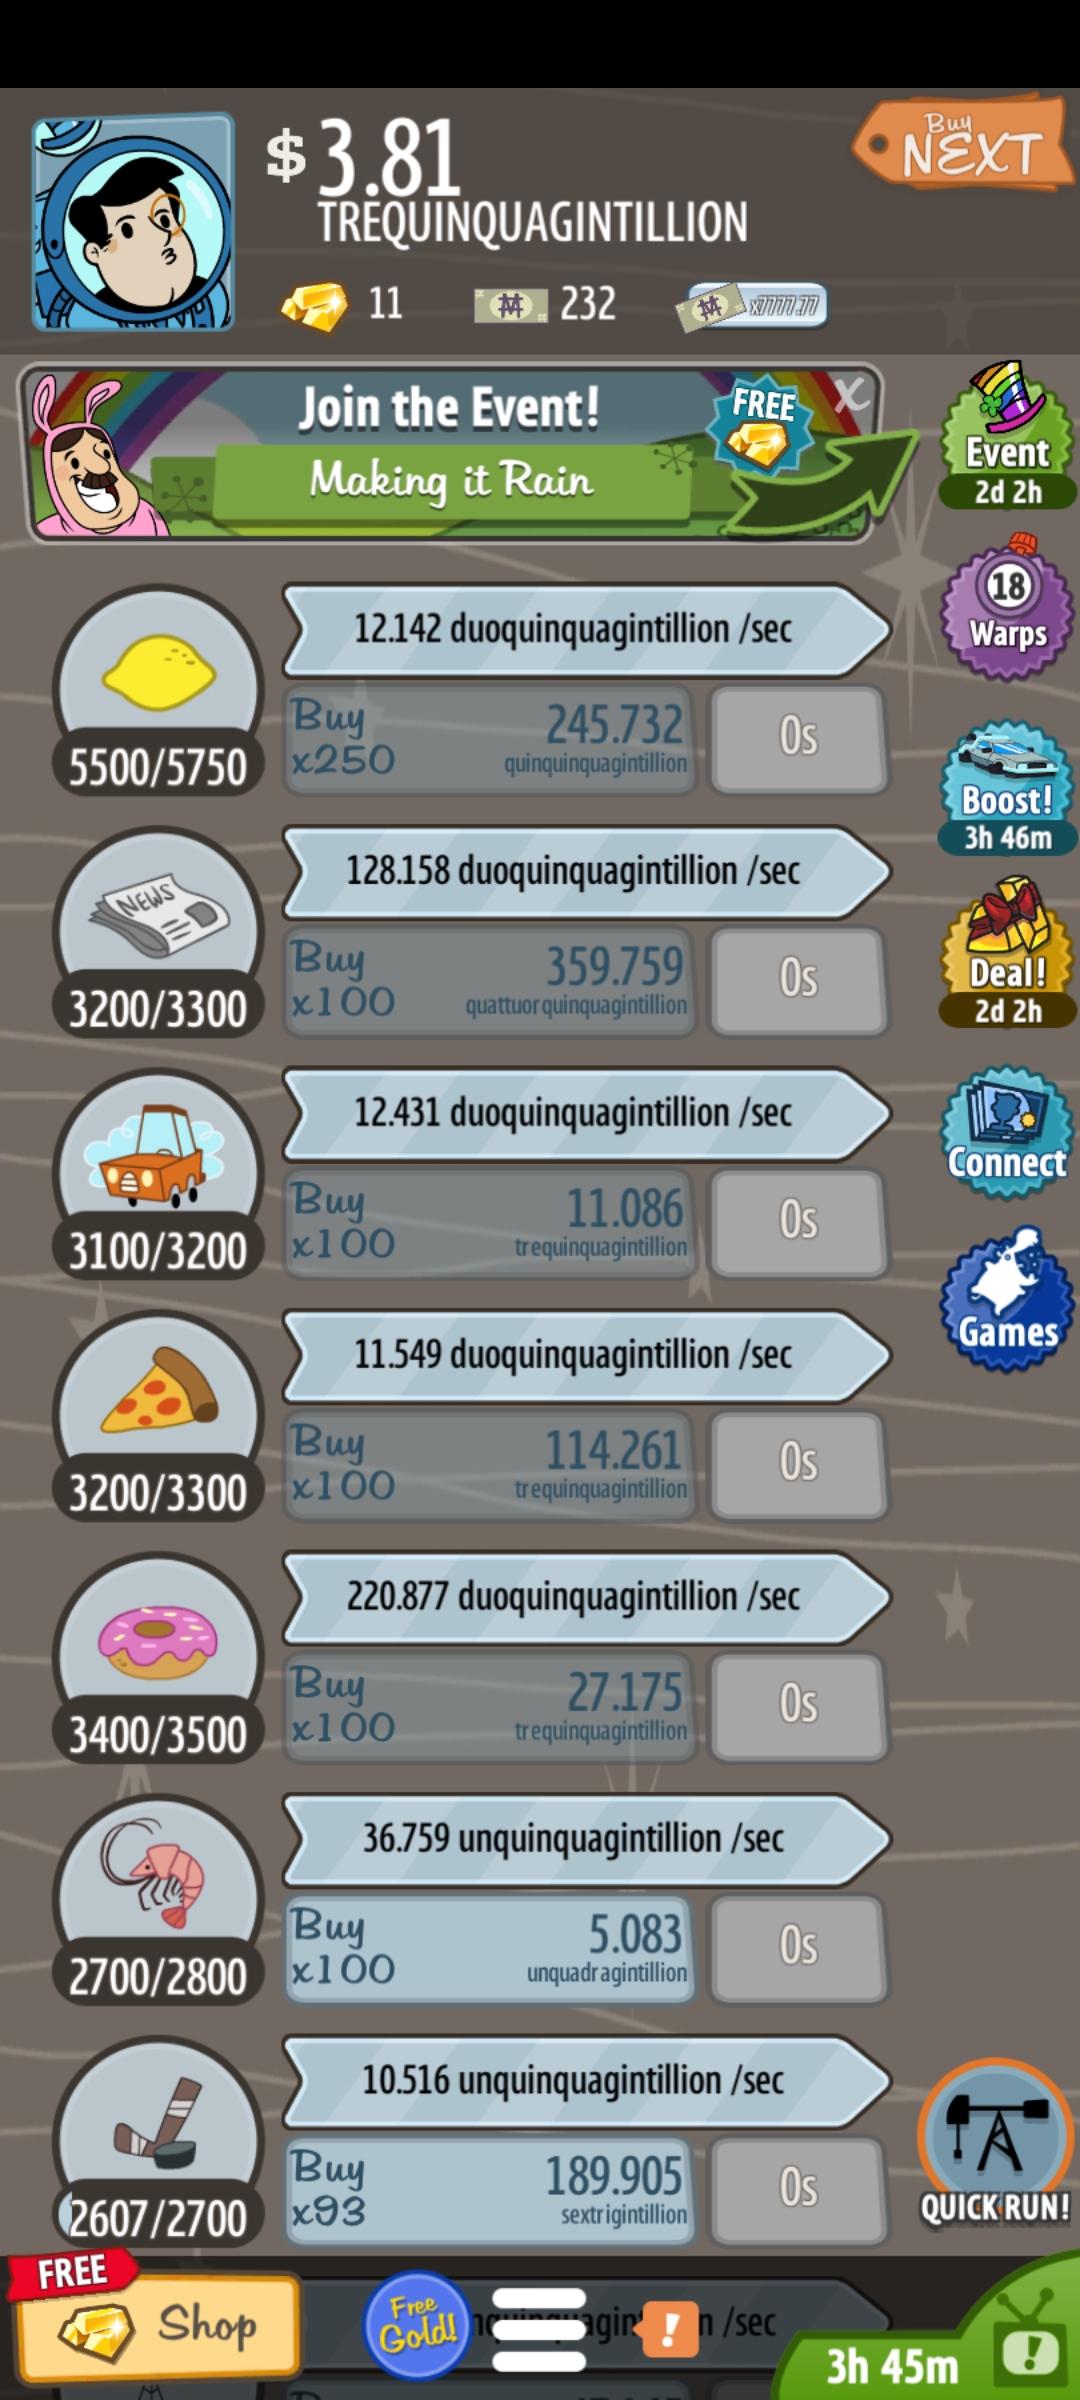 $ 3.81
TREQUINQUAGINTILLION
Buy
NEXT
11
232
x7777.77
Join the Event!
Making it Rain
FREE
X
Event
2d 2h
18
Warps
12.142 duoquinquagintillion /sec
Buy
x250
245.732
quinquinquagintillion
0s
5500/5750
Boost!
3h 46m
NEWS
128.158 duoquinquagintillion /sec
Buy
x100
359.759
quattuorquinquagintillion
0s
3200/3300
Deal!
2d 2h
12.431 duoquinquagintillion /sec
Buy
x100
11.086
trequinquagintillion
0s
3100/3200
Connect
Games
11.549 duoquinquagintillion /sec
Buy
x100
114.261
trequinquagintillion
0s
3200/3300
220.877 duoquinquagintillion /sec
Buy
x100
27.175
trequinquagintillion
0s
3400/3500
36.759 unquinquagintillion /sec
Buy
x100
5.083
unquadragintillion
0s
2700/2800
10.516 unquinquagintillion /sec
Buy
x93
189.905
sextrigintillion
0s
2607/2700
QUICK RUN!
FREE
Shop
Free
Gold!
!
/sec
3h 45m
!